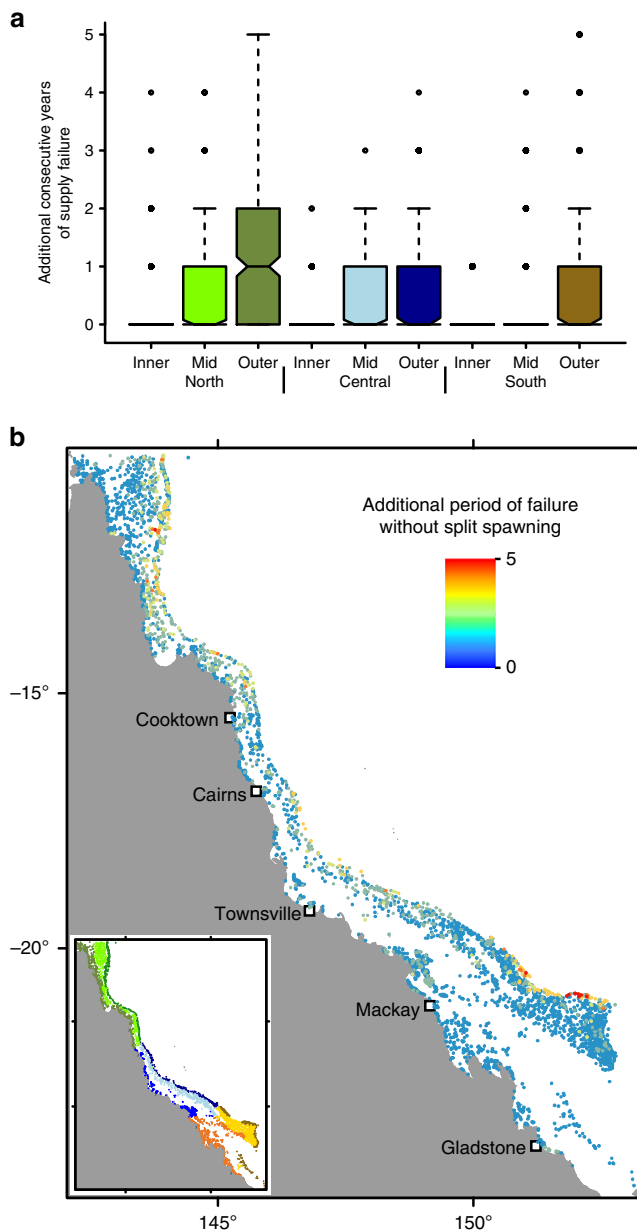 a
Additional consecutive years
of supply failure
5
4
3
2
1
0
Inner Mid Outer Inner Mid Outer Inner Mid Outer
North Central South
b
Additional period of failure
without split spawning
5
0
−15°
Cooktown
Cairns
Townsville
−20°
Mackay
Gladstone
145° 150°